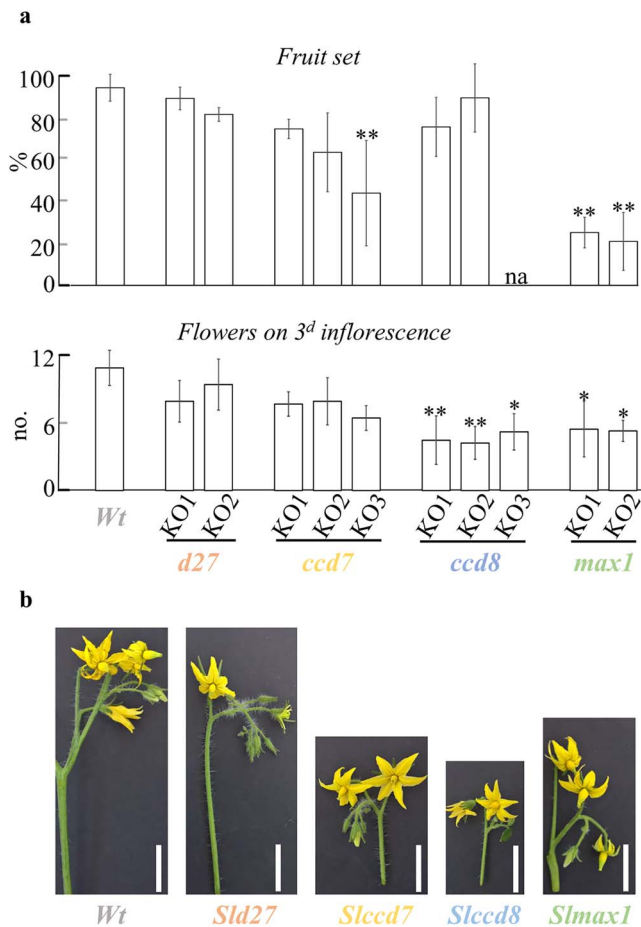 a
Fruit set
100
80
60
40
20
0
%
**
na
** **
Flowers on 3d inflorescence
12
6
0
no.
** ** * * *
Wt KO1 KO2 KO1 KO2 KO3 KO1 KO2 KO3 KO1 KO2
d27 ccd7 ccd8 max1
b
Wt Sld27 Slccd7 Slccd8 Slmax1